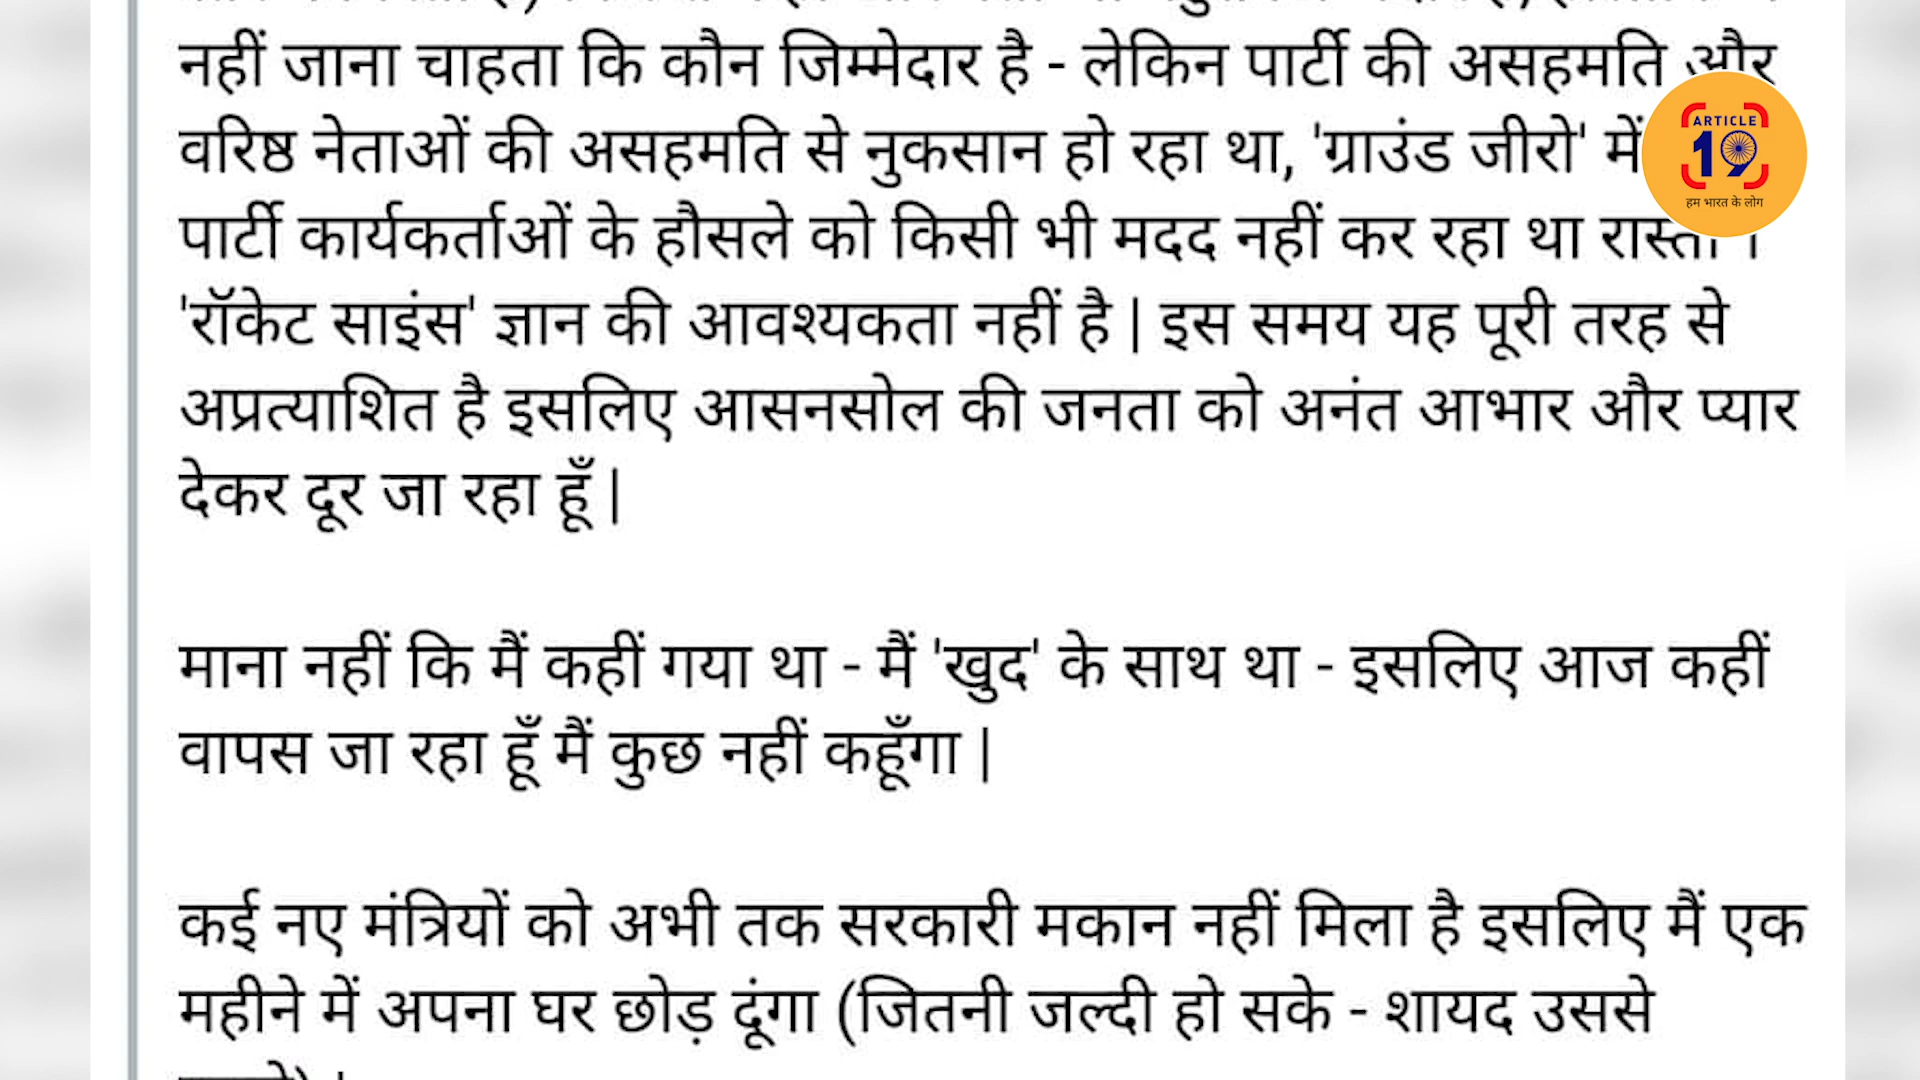 नहीं जाना चाहता कि कौन जिम्मेदार है - लेकिन पार्टी की असहमति और
वरिष्ठ नेताओं की असहमति से नुकसान हो रहा था, 'ग्राउंड जीरो' में
पार्टी कार्यकर्ताओं के हौसले को किसी भी मदद नहीं कर रहा था रास्ता |
'रॉकेट साइंस' ज्ञान की आवश्यकता नहीं है | इस समय यह पूरी तरह से
अप्रत्याशित है इसलिए आसनसोल की जनता को अनंत आभार और प्यार
देकर दूर जा रहा हूँ |
माना नहीं कि मैं कहीं गया था - मैं 'खुद' के साथ था - इसलिए आज कहीं
वापस जा रहा हूँ मैं कुछ नहीं कहूँगा |
कई नए मंत्रियों को अभी तक सरकारी मकान नहीं मिला है इसलिए मैं एक
महीने में अपना घर छोड़ दूंगा (जितनी जल्दी हो सके - शायद उससे
ARTICLE
19
हम भारत के लोग